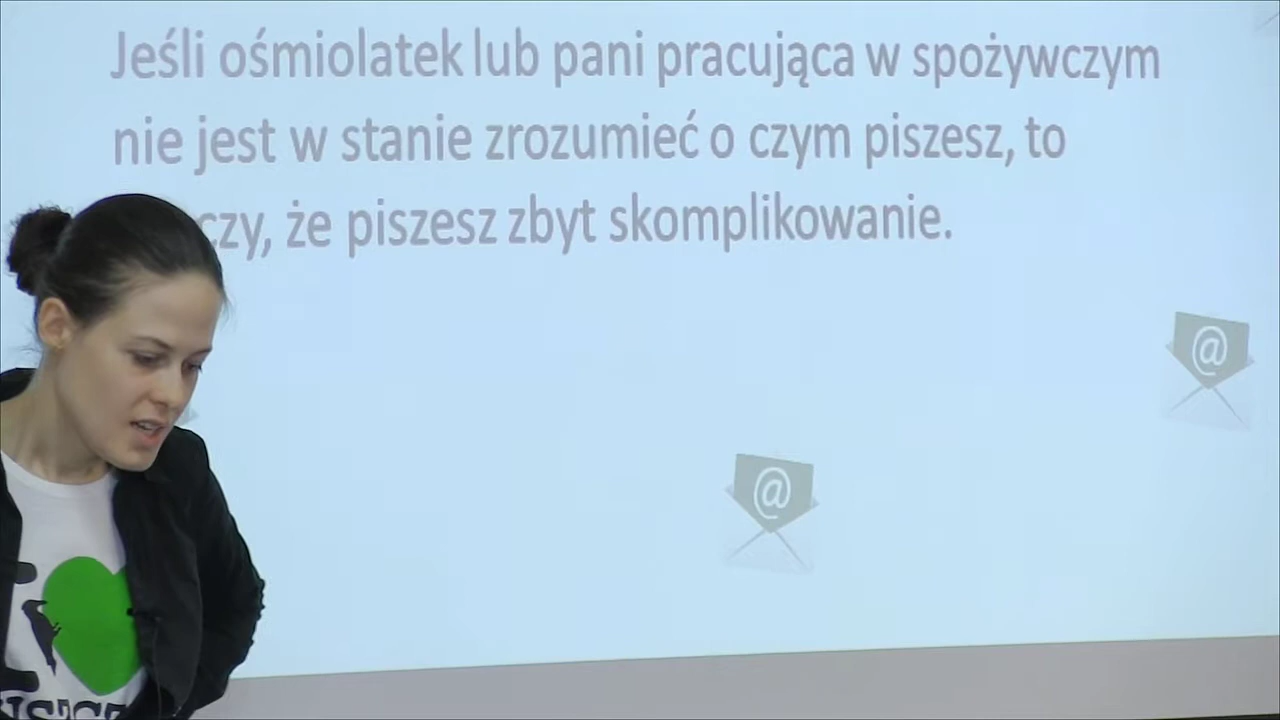 Jeśli ośmiolatek lub pani pracująca w spożywczym
nie jest w stanie zrozumieć o czym piszesz, to
czy, że piszesz zbyt skomplikowanie.
@
@
I